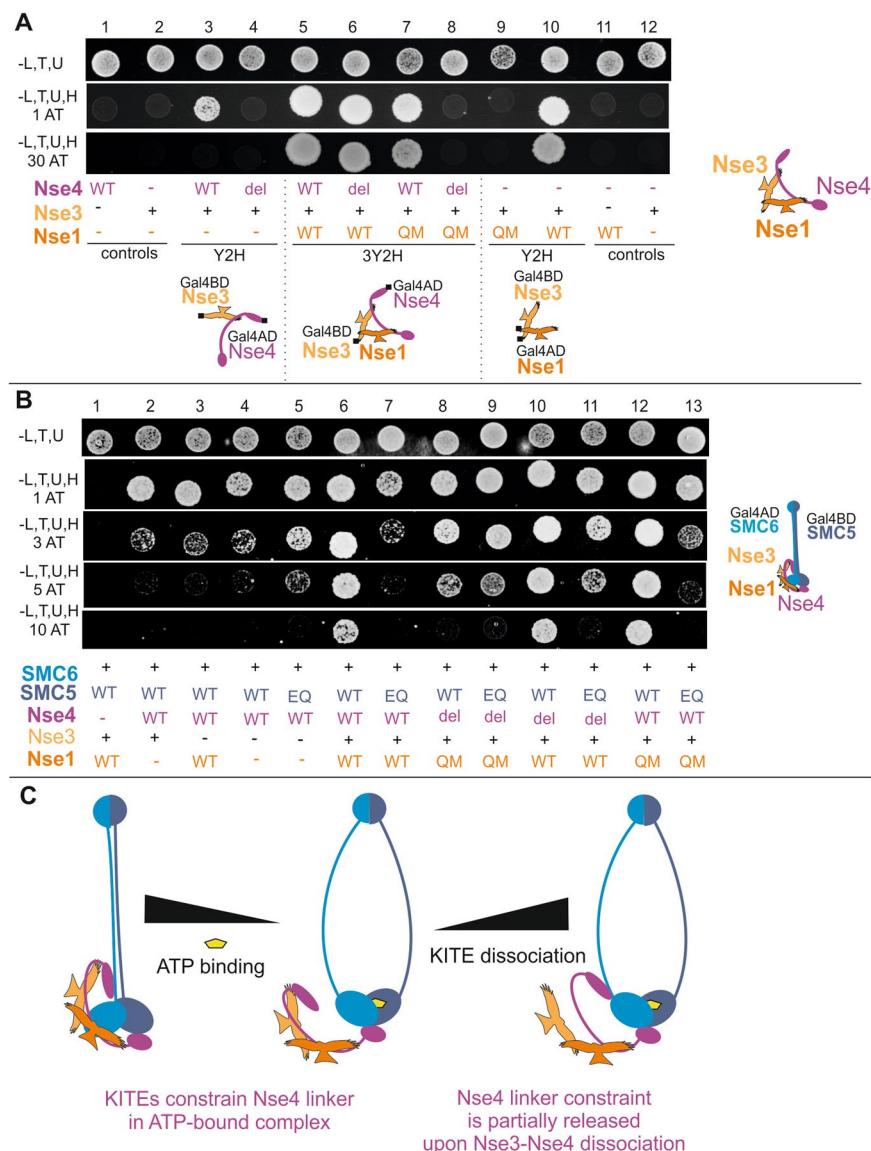 A
1 2 3 4 5 6 7 8 9 10 11 12
-L,T,U
-L,T,U,H
1 AT
-L,T,U,H
30 AT
Nse4 WT - WT del WT del WT del - - - -
Nse3 - + + + + + + + + + - +
Nse1 - - - - WT WT QM QM QM WT WT -
controls Y2H 3Y2H Y2H controls
Gal4BD
Nse3
Gal4AD
Nse4
Gal4AD
Nse4
Gal4BD
Nse3 Nse1
Gal4BD
Nse3
Gal4AD
Nse1
Nse3
Nse4
Nse1
B
1 2 3 4 5 6 7 8 9 10 11 12 13
-L,T,U
-L,T,U,H
1 AT
-L,T,U,H
3 AT
-L,T,U,H
5 AT
-L,T,U,H
10 AT
SMC6 + + + + + + + + + + + + +
SMC5 WT WT WT WT EQ WT EQ WT EQ WT EQ WT EQ
Nse4 - WT WT WT WT WT WT del del del del WT WT
Nse3 + + - - - + + + + + + + +
Nse1 WT - WT - - WT WT QM QM WT WT QM QM
Gal4AD Gal4BD
SMC6 SMC5
Nse3
Nse1
Nse4
C
ATP binding
KITE dissociation
KITEs constrain Nse4 linker
in ATP-bound complex
Nse4 linker constraint
is partially released
upon Nse3-Nse4 dissociation